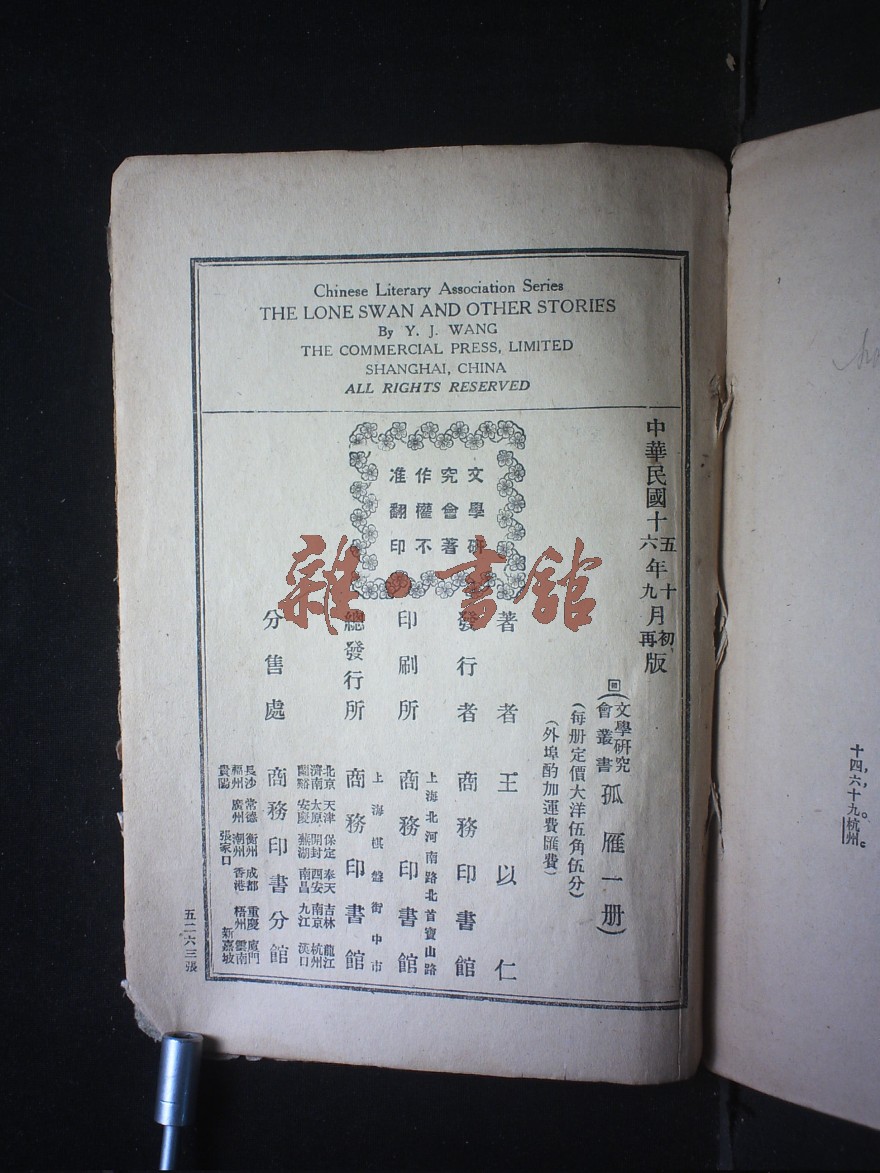 Chinese Literary Association Series
THE LONE SWAN AND OTHER STORIES
By Y. J. WANG
THE COMMERCIAL PRESS, LIMITED
SHANGHAI, CHINA
ALL RIGHTS RESERVED
文學研
究會著
作權不
准翻印
中華民國十五年十月初版
六九再
文學研究
會叢書
孤雁一册
(每册定價大洋伍角伍分)
(外埠酌加運費匯費)
著者 王以仁
發行者 商務印書館
上海北河南路北首寶山路
印刷所 商務印書館
上海棋盤街中市
總發行所 商務印書館
北京 天津 保定 奉天 吉林 龍江
濟南 太原 開封 西安 南京 杭州
蘭谿 安慶 蕪湖 南昌 九江 漢口
分售處 商務印書分館
長沙 常德 衡州 成都 重慶 廈門
福州 廣州 潮州 香港 梧州 雲南
貴陽 張家口 新嘉坡
五二六三張
十四,六,十九。杭州。
雜·書館